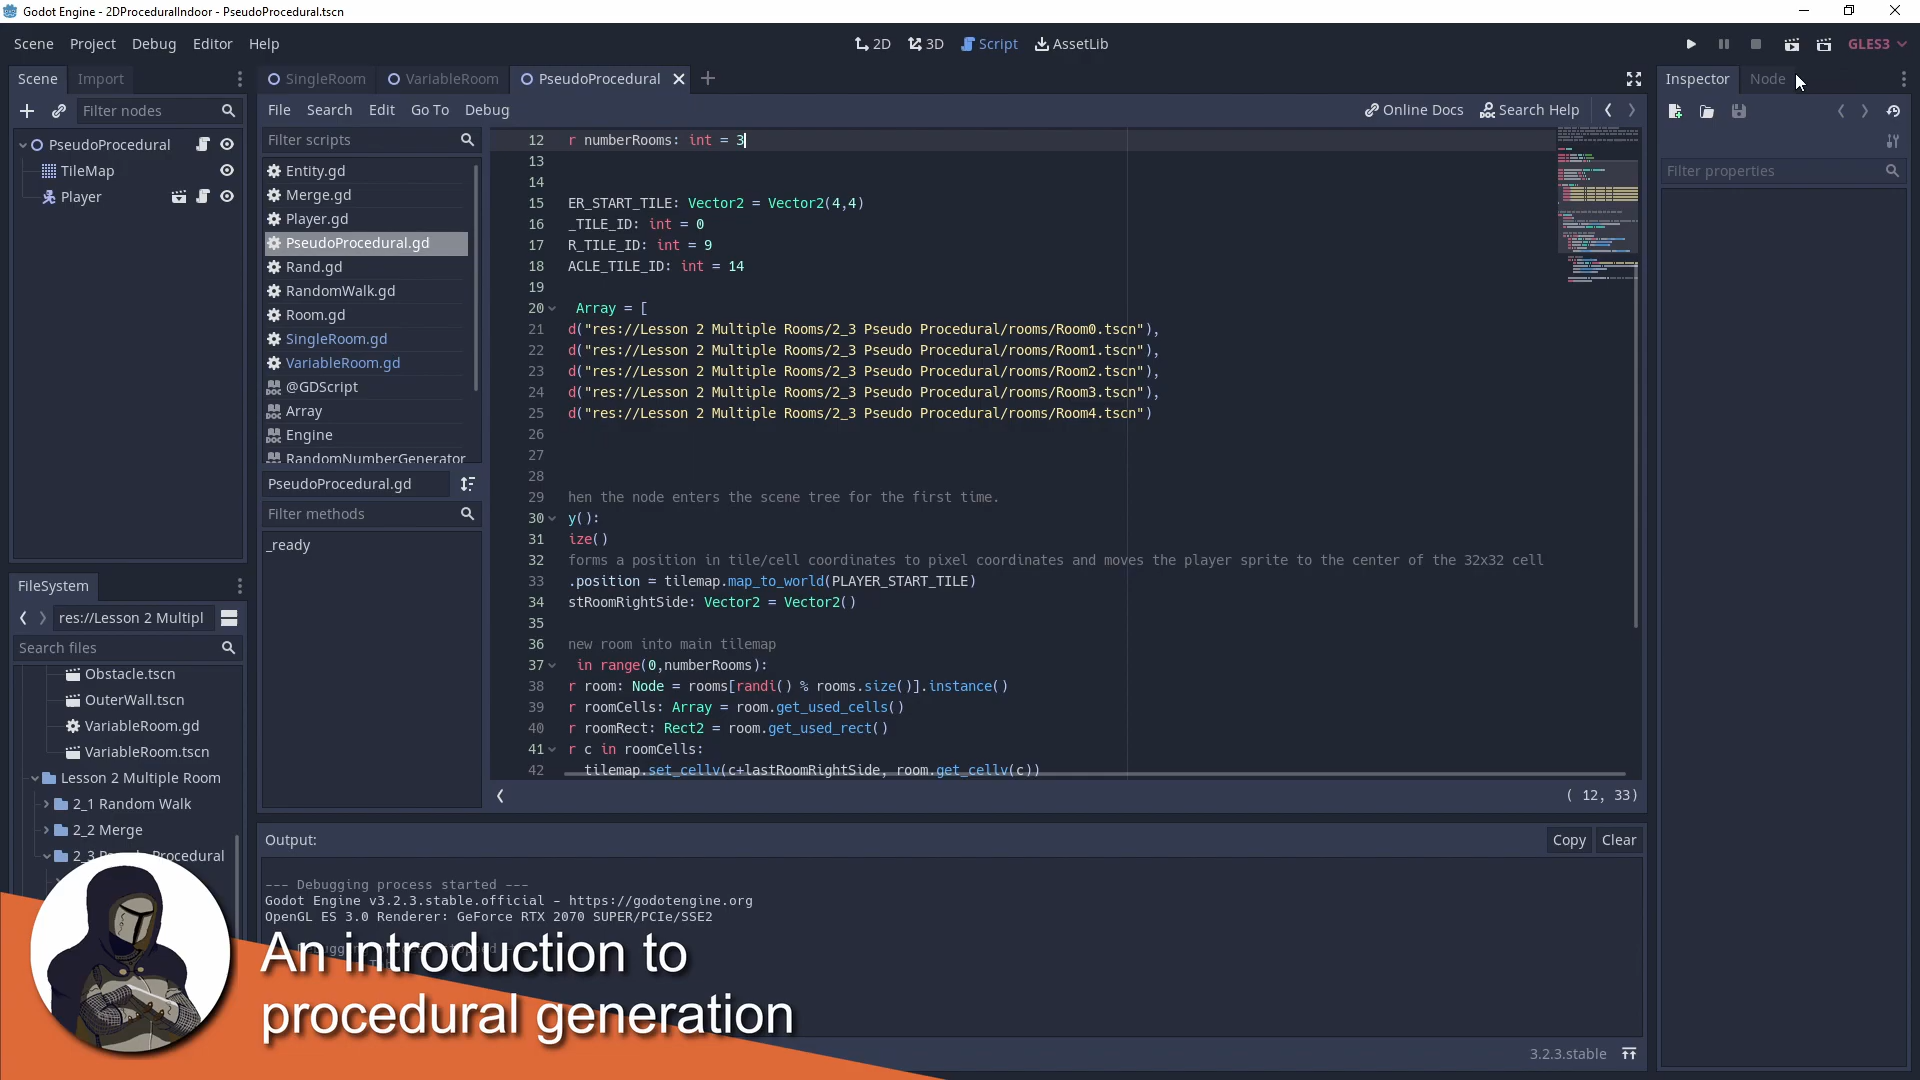 Godot Engine - 2DProceduralIndoor - PseudoProcedural.tscn
Scene Project Debug Editor Help
2D 3D Script AssetLib
GLES3
Scene Import
SingleRoom VariableRoom PseudoProcedural
Inspector Node
Filter nodes
File Search Edit Go To Debug
Online Docs Search Help
PseudoProcedural
TileMap
Player
Filter scripts
Entity.gd
Merge.gd
Player.gd
PseudoProcedural.gd
Rand.gd
RandomWalk.gd
Room.gd
SingleRoom.gd
VariableRoom.gd
@GDScript
Array
Engine
RandomNumberGenerator
PseudoProcedural.gd
Filter methods
_ready
12 r numberRooms: int = 3
13
14
15 ER_START_TILE: Vector2 = Vector2(4,4)
16 _TILE_ID: int = 0
17 R_TILE_ID: int = 9
18 ACLE_TILE_ID: int = 14
19
20 Array = [
21 d("res://Lesson 2 Multiple Rooms/2_3 Pseudo Procedural/rooms/Room0.tscn"),
22 d("res://Lesson 2 Multiple Rooms/2_3 Pseudo Procedural/rooms/Room1.tscn"),
23 d("res://Lesson 2 Multiple Rooms/2_3 Pseudo Procedural/rooms/Room2.tscn"),
24 d("res://Lesson 2 Multiple Rooms/2_3 Pseudo Procedural/rooms/Room3.tscn"),
25 d("res://Lesson 2 Multiple Rooms/2_3 Pseudo Procedural/rooms/Room4.tscn")
26
27
28
29 hen the node enters the scene tree for the first time.
30 y():
31 ize()
32 forms a position in tile/cell coordinates to pixel coordinates and moves the player sprite to the center of the 32x32 cell
33 .position = tilemap.map_to_world(PLAYER_START_TILE)
34 stRoomRightSide: Vector2 = Vector2()
35
36 new room into main tilemap
37 in range(0,numberRooms):
38 r room: Node = rooms[randi() % rooms.size()].instance()
39 r roomCells: Array = room.get_used_cells()
40 r roomRect: Rect2 = room.get_used_rect()
41 r c in roomCells:
42 tilemap.set_cellv(c+lastRoomRightSide, room.get_cellv(c))
( 12, 33)
Filter properties
FileSystem
res://Lesson 2 Multipl
Search files
Obstacle.tscn
OuterWall.tscn
VariableRoom.gd
VariableRoom.tscn
Lesson 2 Multiple Room
2_1 Random Walk
2_2 Merge
2_3 Pseudo Procedural
Output:
Copy Clear
--- Debugging process started ---
Godot Engine v3.2.3.stable.official - https://godotengine.org
OpenGL ES 3.0 Renderer: GeForce RTX 2070 SUPER/PCIe/SSE2
An introduction to
procedural generation
3.2.3.stable